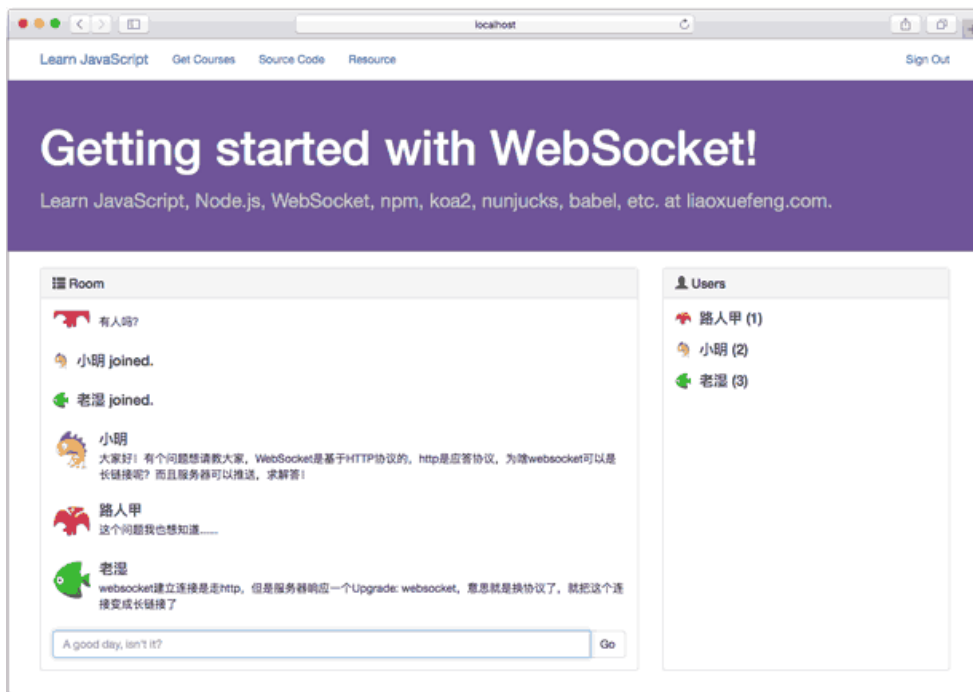 localhost
Learn JavaScript Get Courses Source Code Resource Sign Out
Getting started with WebSocket!
Learn JavaScript, Node.js, WebSocket, npm, koa2, nunjucks, babel, etc. at liaoxuefeng.com.
Room
有人吗?
小明 joined.
老湿 joined.
小明
大家好！有个问题想请教大家，WebSocket是基于HTTP协议的，http是应答协议，为啥websocket可以是
长链接呢？而且服务器可以推送，求解答！
路人甲
这个问题我也想知道……
老湿
websocket建立连接是走http，但是服务器响应一个Upgrade: websocket，意思就是换协议了，就把这个连
接变成长链接了
A good day, isn't it? Go
Users
路人甲 (1)
小明 (2)
老湿 (3)